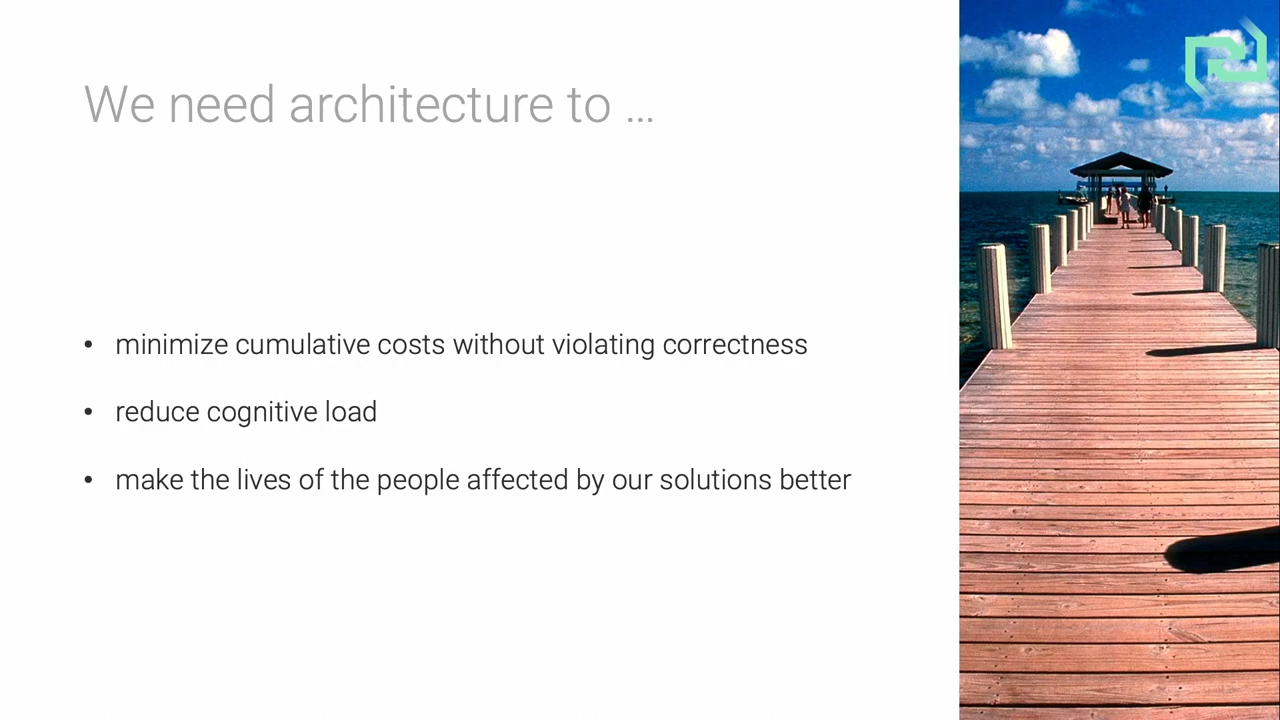 We need architecture to …
• minimize cumulative costs without violating correctness
• reduce cognitive load
• make the lives of the people affected by our solutions better